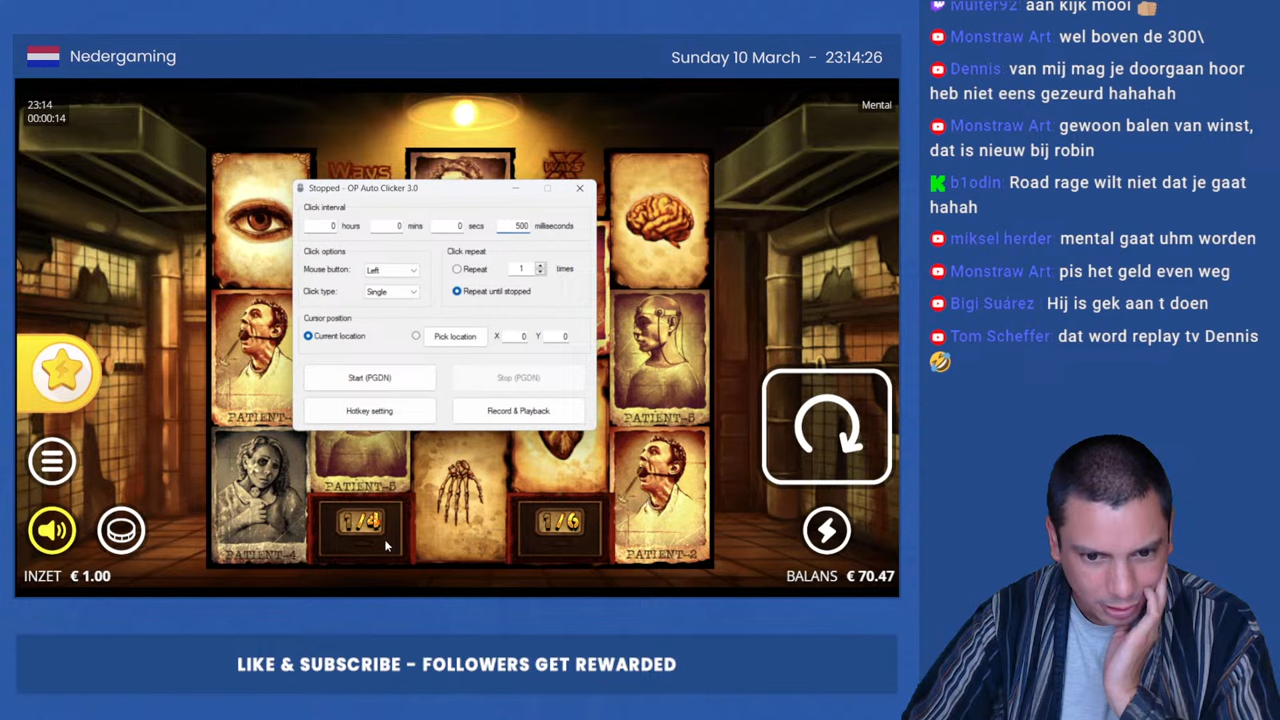 Nedergaming
Sunday 10 March - 23:14:26
23:14
00:00:14
Mental
Ways
Stopped - OP Auto Clicker 3.0
Click interval
0 hours 0 mins 0 secs 500 milliseconds
Click options
Mouse button: Left
Click type: Single
Click repeat
Repeat 1 times
Repeat until stopped
Cursor position
Current location Pick location X 0 Y 0
Start (PGDN) Stop (PGDN)
Hotkey setting Record & Playback
PATIENT-
PATIENT-5
PATIENT-5
PATIENT-4
1/4
1/6
PATIENT-2
INZET € 1.00
BALANS € 70.47
LIKE & SUBSCRIBE - FOLLOWERS GET REWARDED
Multer92: aan kijk mooi
Monstraw Art: wel boven de 300\
Dennis: van mij mag je doorgaan hoor
heb niet eens gezeurd hahahah
Monstraw Art: gewoon balen van winst,
dat is nieuw bij robin
b1odin: Road rage wilt niet dat je gaat
hahah
miksel herder: mental gaat uhm worden
Monstraw Art: pis het geld even weg
Bigi Suárez: Hij is gek aan t doen
Tom Scheffer: dat word replay tv Dennis